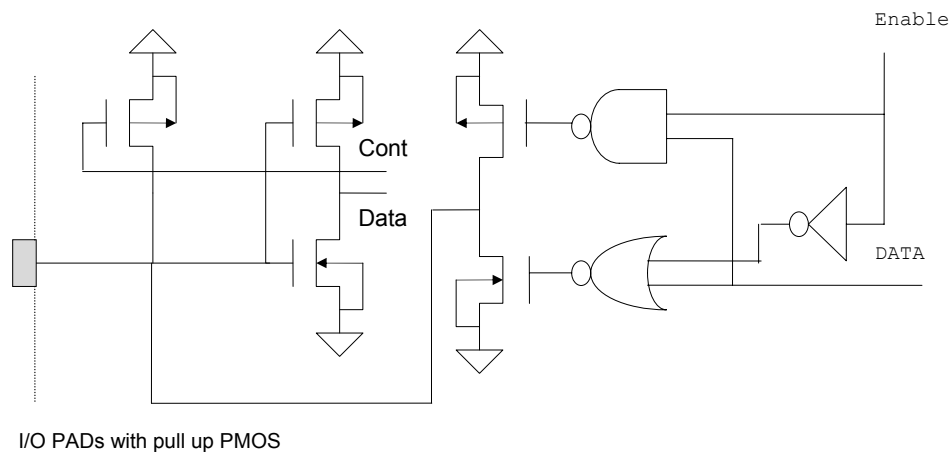 Enable
Cont
Data
DATA
I/O PADs with pull up PMOS